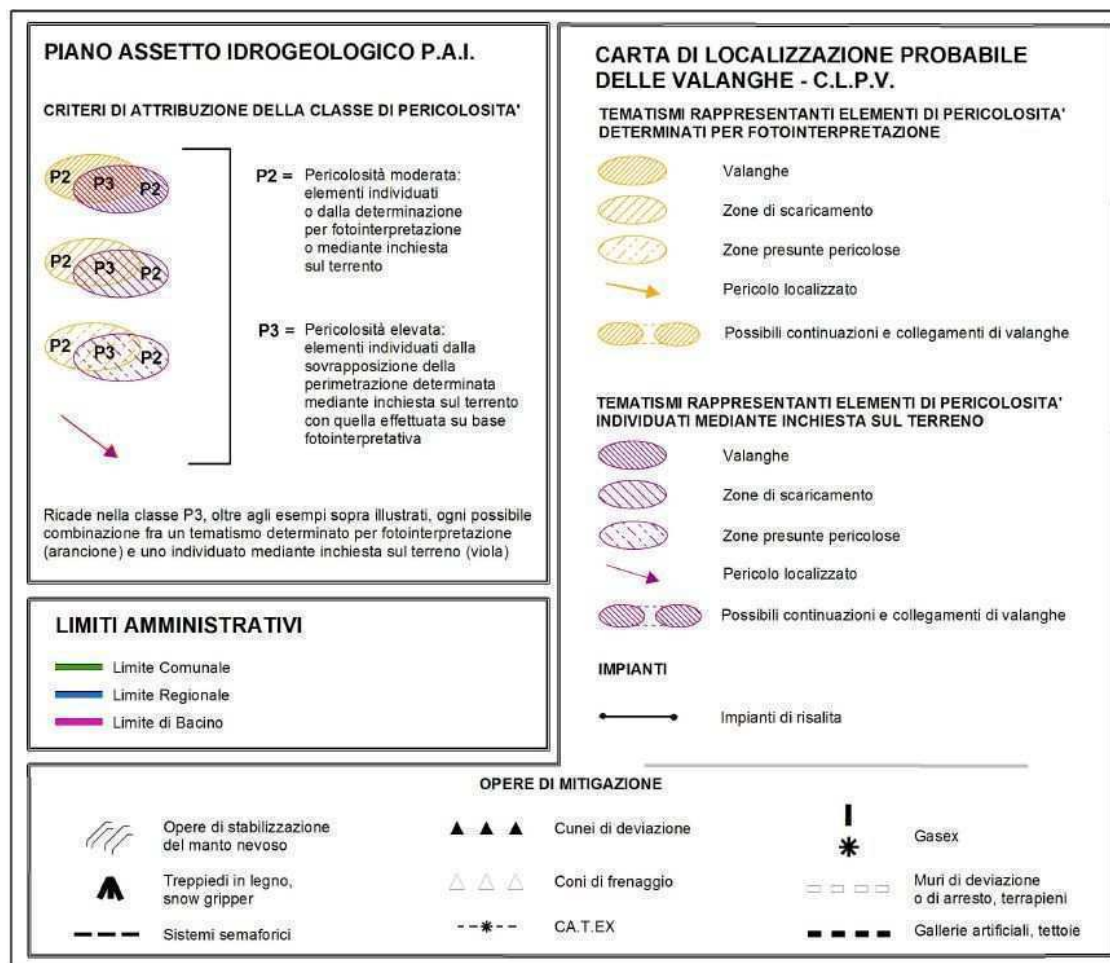 PIANO ASSETTO IDROGEOLOGICO P.A.I.
CRITERI DI ATTRIBUZIONE DELLA CLASSE DI PERICOLOSITA'
P2 P3 P2
P2 P3 P2
P2 P3 P2
P2 = Pericolosità moderata:
elementi individuati
o dalla determinazione
per fotointerpretazione
o mediante inchiesta
sul terrento
P3 = Pericolosità elevata:
elementi individuati dalla
sovrapposizione della
perimetrazione determinata
mediante inchiesta sul terrento
con quella effettuata su base
fotointerpretativa
Ricade nella classe P3, oltre agli esempi sopra illustrati, ogni possibile
combinazione fra un tematismo determinato per fotointerpretazione
(arancione) e uno individuato mediante inchiesta sul terreno (viola)
LIMITI AMMINISTRATIVI
Limite Comunale
Limite Regionale
Limite di Bacino
CARTA DI LOCALIZZAZIONE PROBABILE
DELLE VALANGHE - C.L.P.V.
TEMATISMI RAPPRESENTANTI ELEMENTI DI PERICOLOSITA'
DETERMINATI PER FOTOINTERPRETAZIONE
Valanghe
Zone di scaricamento
Zone presunte pericolose
Pericolo localizzato
Possibili continuazioni e collegamenti di valanghe
TEMATISMI RAPPRESENTANTI ELEMENTI DI PERICOLOSITA'
INDIVIDUATI MEDIANTE INCHIESTA SUL TERRENO
Valanghe
Zone di scaricamento
Zone presunte pericolose
Pericolo localizzato
Possibili continuazioni e collegamenti di valanghe
IMPIANTI
Impianti di risalita
OPERE DI MITIGAZIONE
Opere di stabilizzazione
del manto nevoso
Treppiedi in legno,
snow gripper
Sistemi semaforici
Cunei di deviazione
Coni di frenaggio
CA.T.EX
Gasex
Muri di deviazione
o di arresto, terrapieni
Gallerie artificiali, tettoie